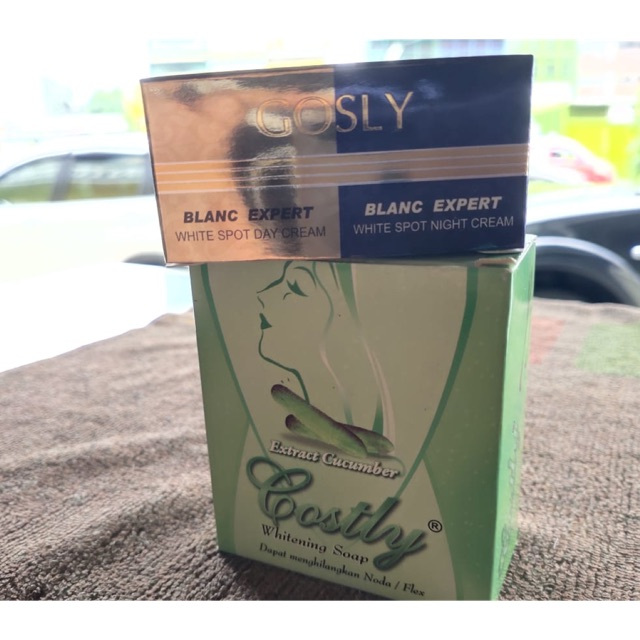 GOSLY
BLANC EXPERT
WHITE SPOT DAY CREAM
BLANC EXPERT
WHITE SPOT NIGHT CREAM
Extract Cucumber
Costly®
Whitening Soap
Dapat menghilangkan Noda / Flex